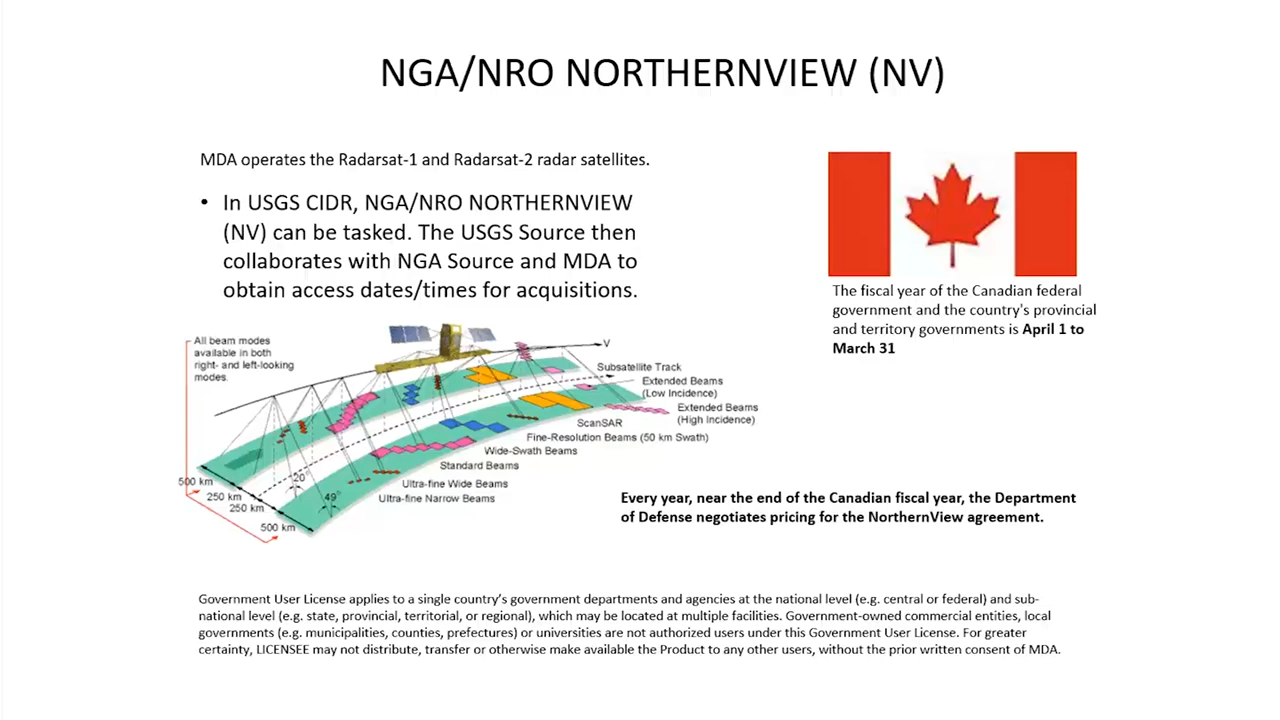 NGA/NRO NORTHERNVIEW (NV)
MDA operates the Radarsat-1 and Radarsat-2 radar satellites.
• In USGS CIDR, NGA/NRO NORTHERNVIEW
(NV) can be tasked. The USGS Source then
collaborates with NGA Source and MDA to
obtain access dates/times for acquisitions.
The fiscal year of the Canadian federal
government and the country's provincial
and territory governments is April 1 to
March 31
All beam modes
available in both
right- and left-looking
modes.
V
Subsatellite Track
Extended Beams
(Low Incidence)
Extended Beams
(High Incidence)
ScanSAR
Fine-Resolution Beams (50 km Swath)
Wide-Swath Beams
Standard Beams
Ultra-fine Wide Beams
Ultra-fine Narrow Beams
500 km
250 km
250 km
500 km
20°
49°
Every year, near the end of the Canadian fiscal year, the Department
of Defense negotiates pricing for the NorthernView agreement.
Government User License applies to a single country's government departments and agencies at the national level (e.g. central or federal) and sub-
national level (e.g. state, provincial, territorial, or regional), which may be located at multiple facilities. Government-owned commercial entities, local
governments (e.g. municipalities, counties, prefectures) or universities are not authorized users under this Government User License. For greater
certainty, LICENSEE may not distribute, transfer or otherwise make available the Product to any other users, without the prior written consent of MDA.